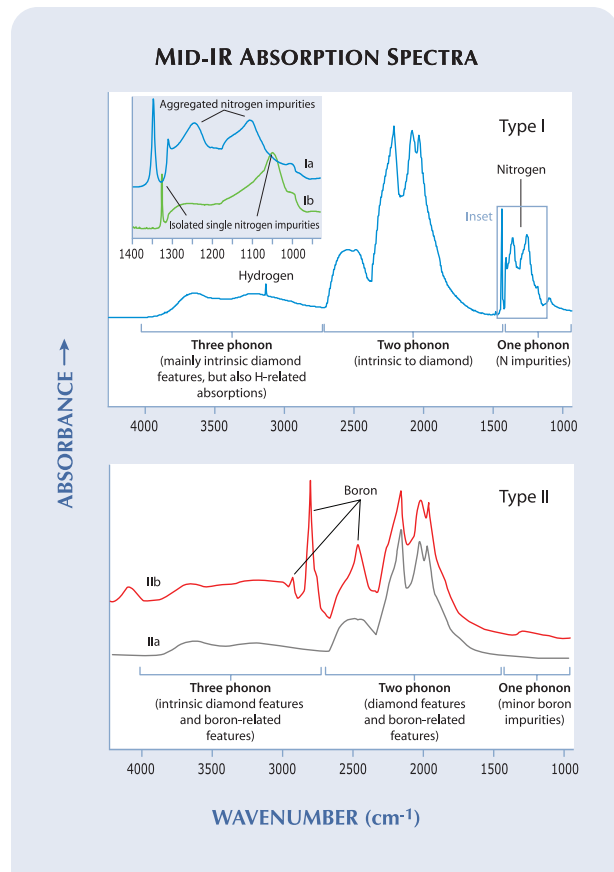 MID-IR ABSORPTION SPECTRA
Aggregated nitrogen impurities
Ia
Ib
Isolated single nitrogen impurities
1400 1300 1200 1100 1000
Type I
Nitrogen
Inset
Hydrogen
Three phonon
(mainly intrinsic diamond
features, but also H-related
absorptions)
Two phonon
(intrinsic to diamond)
One phonon
(N impurities)
4000 3500 3000 2500 2000 1500 1000
ABSORBANCE →
Type II
Boron
IIb
IIa
Three phonon
(intrinsic diamond features
and boron-related
features)
Two phonon
(diamond features
and boron-related
features)
One phonon
(minor boron
impurities)
4000 3500 3000 2500 2000 1500 1000
WAVENUMBER (cm-1)